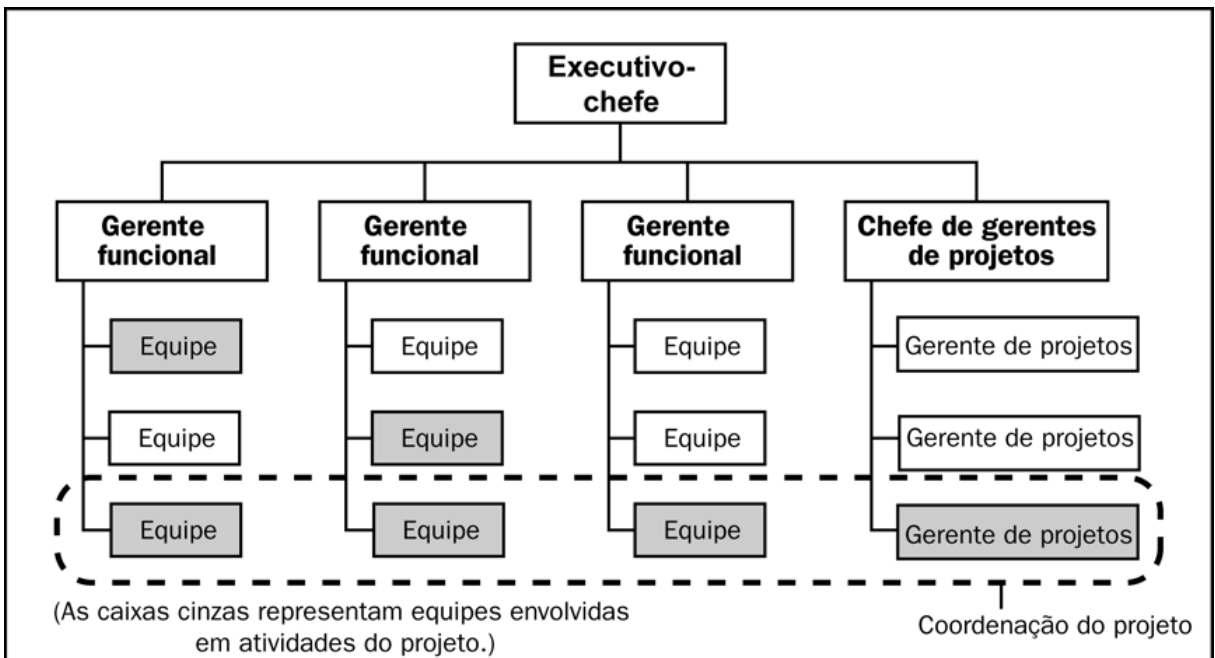 Executivo-
chefe
Gerente
funcional
Gerente
funcional
Gerente
funcional
Chefe de gerentes
de projetos
Equipe
Equipe
Equipe
Gerente de projetos
Equipe
Equipe
Equipe
Gerente de projetos
Equipe
Equipe
Equipe
Gerente de projetos
(As caixas cinzas representam equipes envolvidas
em atividades do projeto.)
Coordenação do projeto